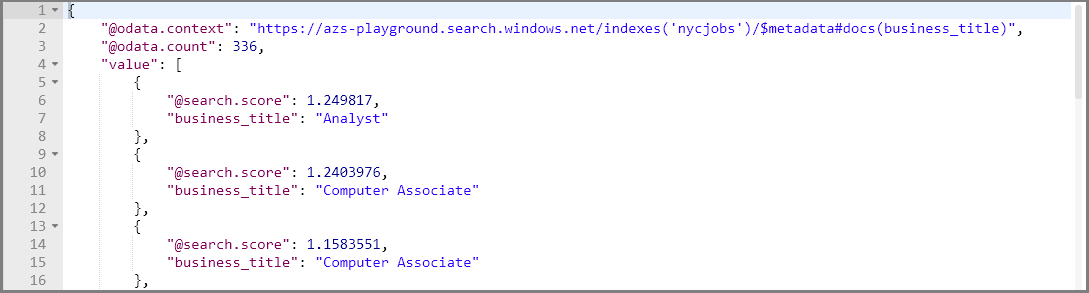 1 {
2 "@odata.context": "https://azs-playground.search.windows.net/indexes('nycjobs')/$metadata#docs(business_title)",
3 "@odata.count": 336,
4 "value": [
5 {
6 "@search.score": 1.249817,
7 "business_title": "Analyst"
8 },
9 {
10 "@search.score": 1.2403976,
11 "business_title": "Computer Associate"
12 },
13 {
14 "@search.score": 1.1583551,
15 "business_title": "Computer Associate"
16 },